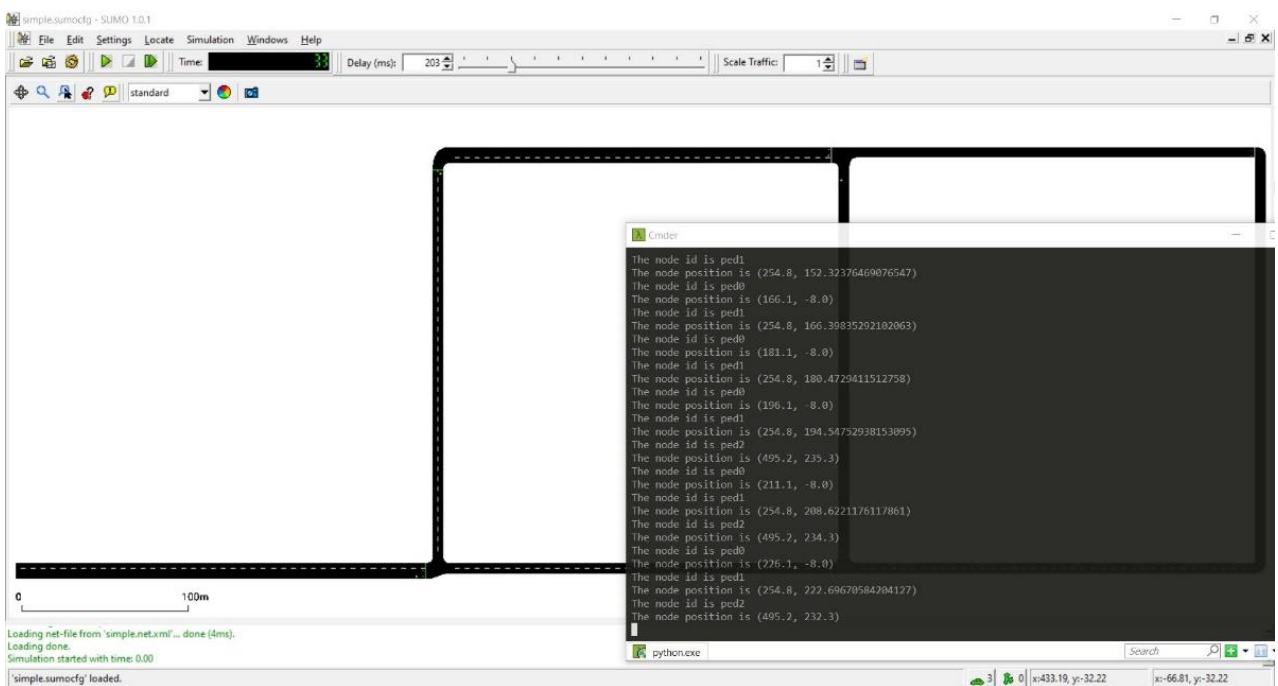 simple.sumocfg - SUMO 1.0.1
File Edit Settings Locate Simulation Windows Help
Time: 33 Delay (ms): 203 Scale Traffic: 1
standard
Cmder
The node id is ped1
The node position is (254.8, 152.32376469076547)
The node id is ped0
The node position is (166.1, -8.0)
The node id is ped1
The node position is (254.8, 166.39835292102063)
The node id is ped0
The node position is (181.1, -8.0)
The node id is ped1
The node position is (254.8, 180.4729411512758)
The node id is ped0
The node position is (196.1, -8.0)
The node id is ped1
The node position is (254.8, 194.54752938153095)
The node id is ped2
The node position is (495.2, 235.3)
The node id is ped0
The node position is (211.1, -8.0)
The node id is ped1
The node position is (254.8, 208.6221176117861)
The node id is ped2
The node position is (495.2, 234.3)
The node id is ped0
The node position is (226.1, -8.0)
The node id is ped1
The node position is (254.8, 222.69670584204127)
The node id is ped2
The node position is (495.2, 232.3)
python.exe Search
0 100m
Loading net-file from 'simple.net.xml'... done (4ms).
Loading done.
Simulation started with time: 0.00
'simple.sumocfg' loaded. 3 0 x:433.19, y:-32.22 x:-66.81, y:-32.22